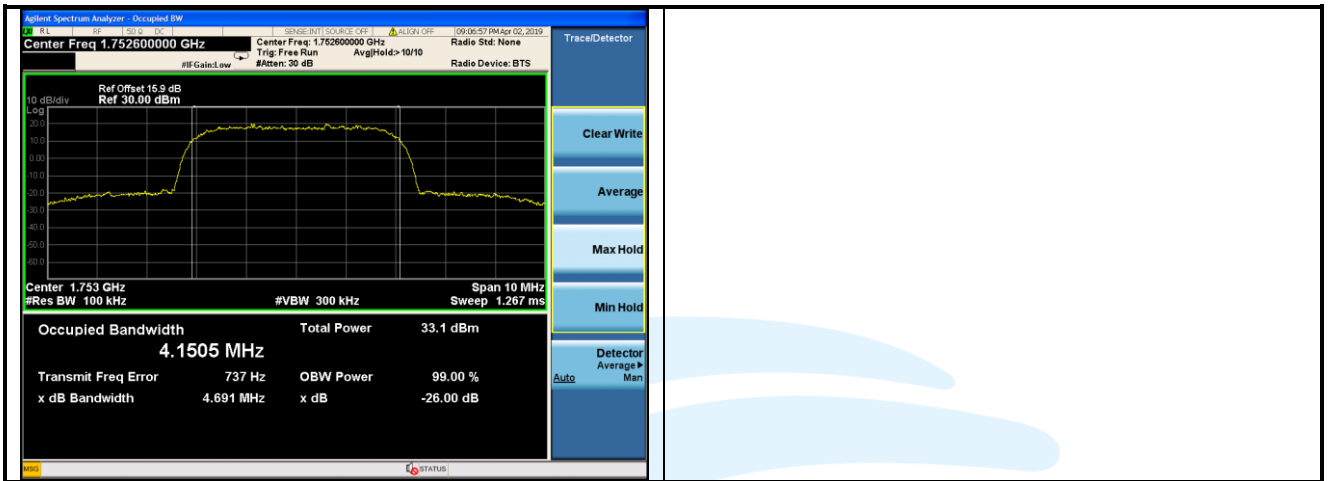 Agilent Spectrum Analyzer - Occupied BW
RL RF 50 Ω DC SENSE:INT SOURCE OFF ALIGN OFF 09:06:57 PM Apr 02, 2019
Center Freq 1.752600000 GHz Center Freq: 1.752600000 GHz Radio Std: None
Trig: Free Run Avg|Hold:>10/10
#IFGain:Low #Atten: 30 dB Radio Device: BTS
Trace/Detector
Ref Offset 15.9 dB
10 dB/div Ref 30.00 dBm
Log
20.0
10.0
0.00
-10.0
-20.0
-30.0
-40.0
-50.0
-60.0
Center 1.753 GHz Span 10 MHz
#Res BW 100 kHz #VBW 300 kHz Sweep 1.267 ms
Occupied Bandwidth Total Power 33.1 dBm
4.1505 MHz
Transmit Freq Error 737 Hz OBW Power 99.00 %
x dB Bandwidth 4.691 MHz x dB -26.00 dB
Clear Write
Average
Max Hold
Min Hold
Detector
Average▶
Auto Man
MSG STATUS